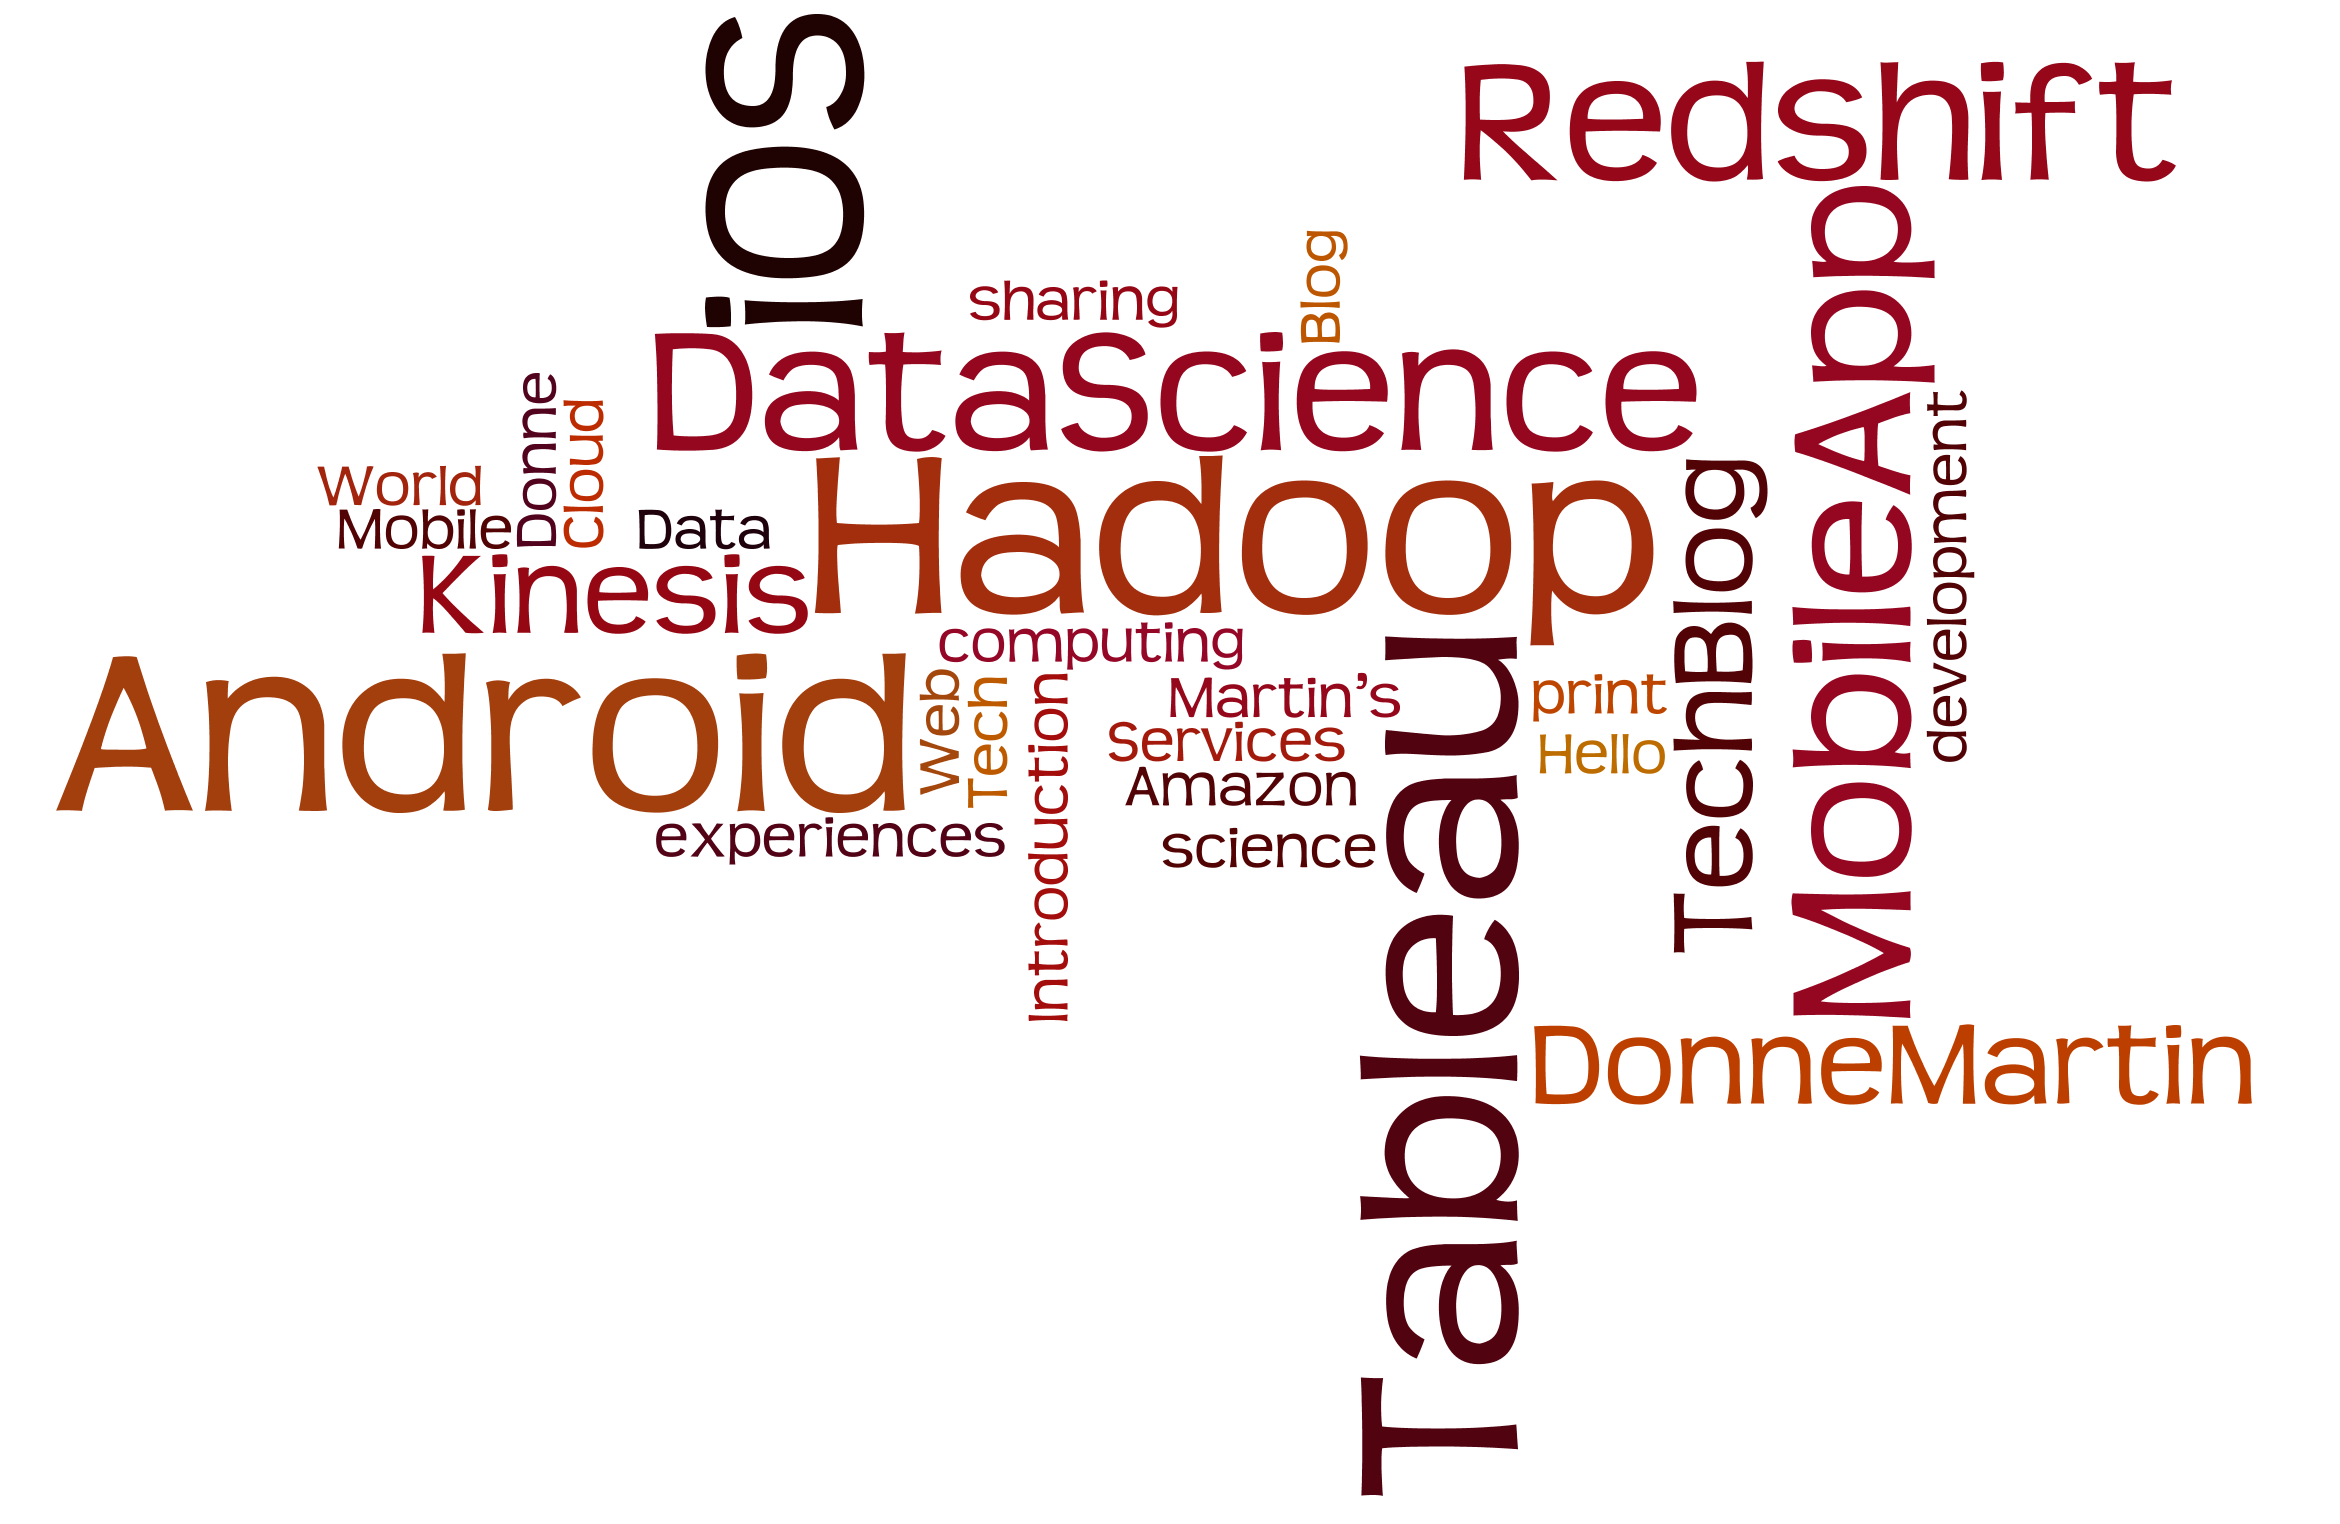 iOS
Redshift
sharing
Blog
DataScience
Donne
Cloud
World
Mobile
Data
Hadoop
Kinesis
TechBlog
MobileApp
development
computing
Android
Web
Tech
Introduction
Martin's
Services
Amazon
science
experiences
print
Hello
Tableau
DonneMartin